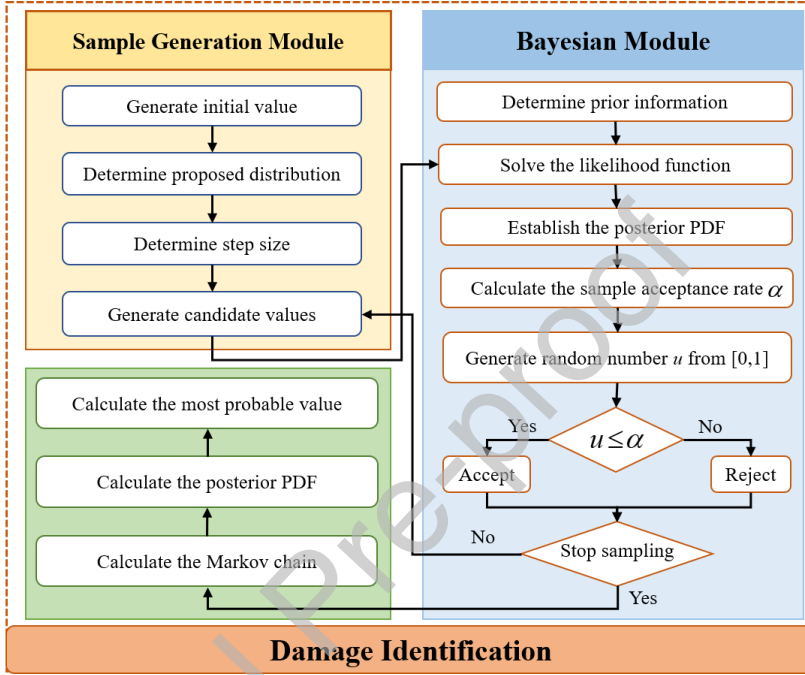 Sample Generation Module
Generate initial value
Determine proposed distribution
Determine step size
Generate candidate values
Calculate the most probable value
Calculate the posterior PDF
Calculate the Markov chain
Bayesian Module
Determine prior information
Solve the likelihood function
Establish the posterior PDF
Calculate the sample acceptance rate α
Generate random number u from [0,1]
Yes
u≤α
No
Accept
Reject
No
Stop sampling
Yes
Damage Identification
l Pre-proof